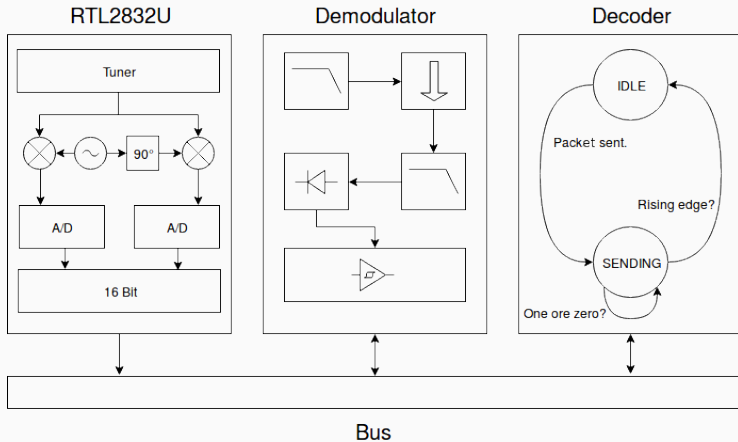 RTL2832U
Demodulator
Decoder
Tuner
90°
A/D
A/D
16 Bit
IDLE
Packet sent.
Rising edge?
SENDING
One ore zero?
Bus